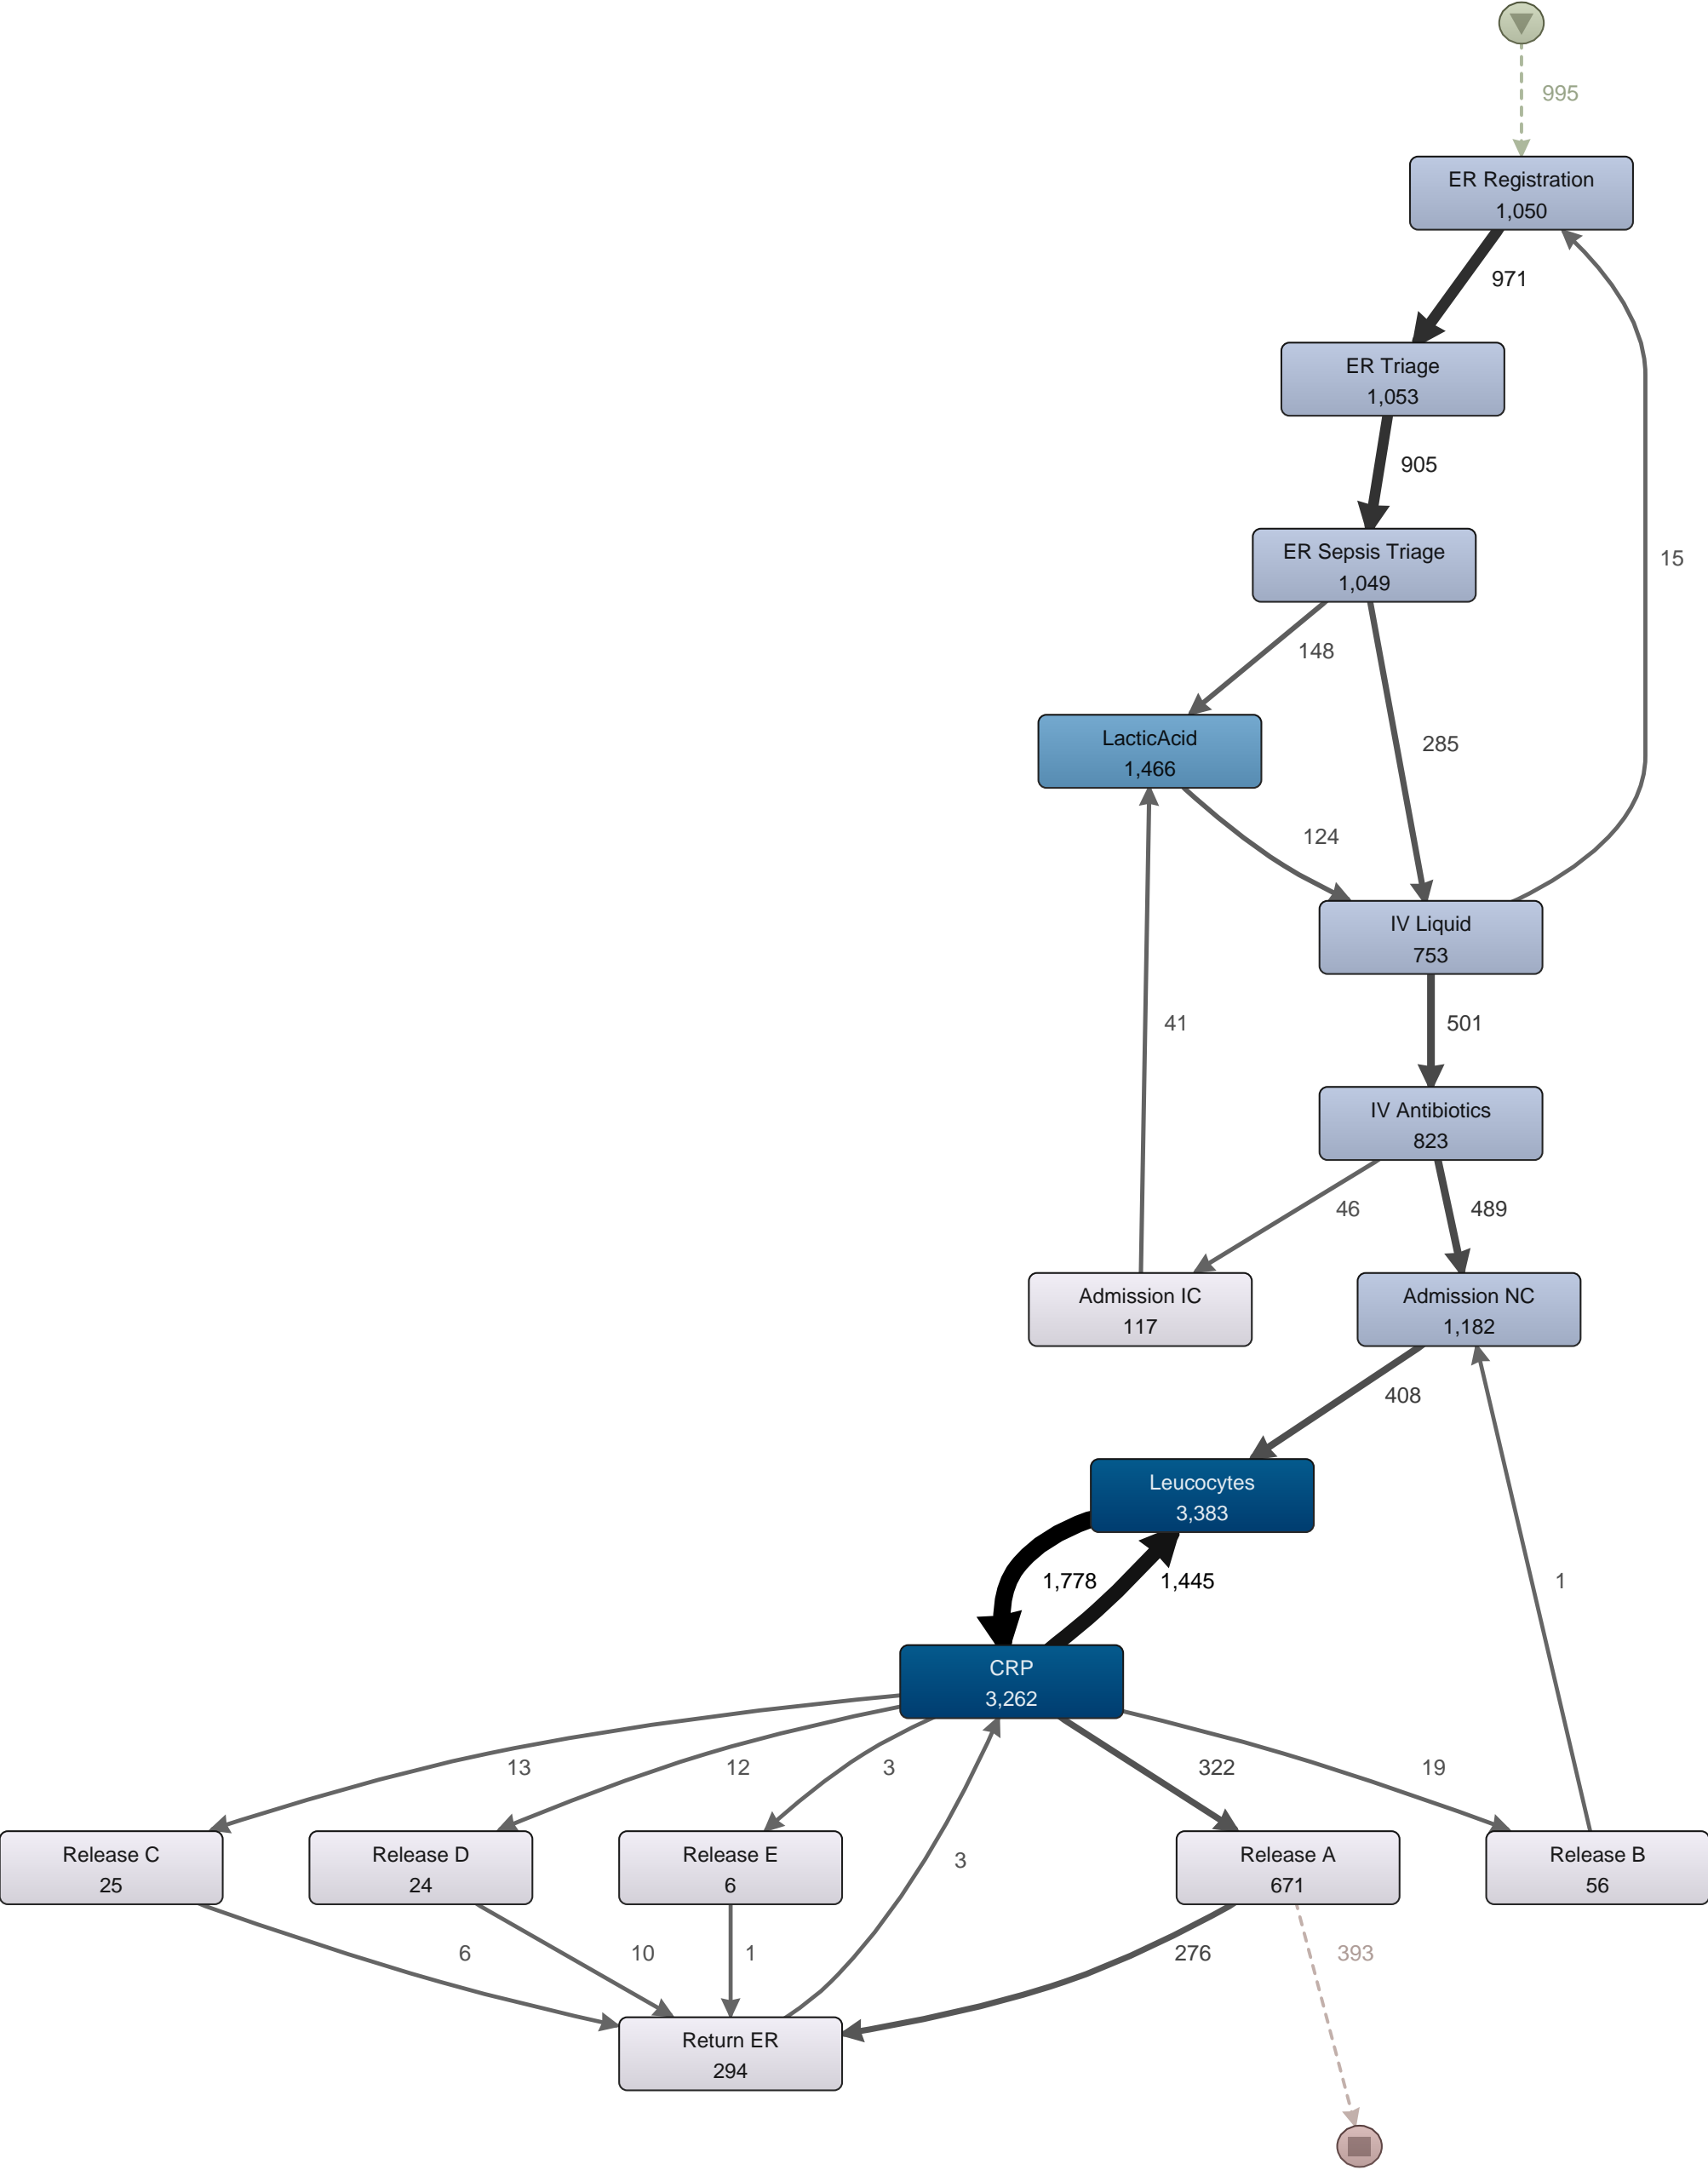 995
ER Registration
1,050
971
ER Triage
1,053
905
ER Sepsis Triage
1,049
15
148
LacticAcid
1,466
285
124
IV Liquid
753
41
501
IV Antibiotics
823
46
489
Admission IC
117
Admission NC
1,182
408
Leucocytes
3,383
1,778
1,445
1
CRP
3,262
13
12
3
322
19
Release C
25
Release D
24
Release E
6
3
Release A
671
Release B
56
6
10
1
276
393
Return ER
294